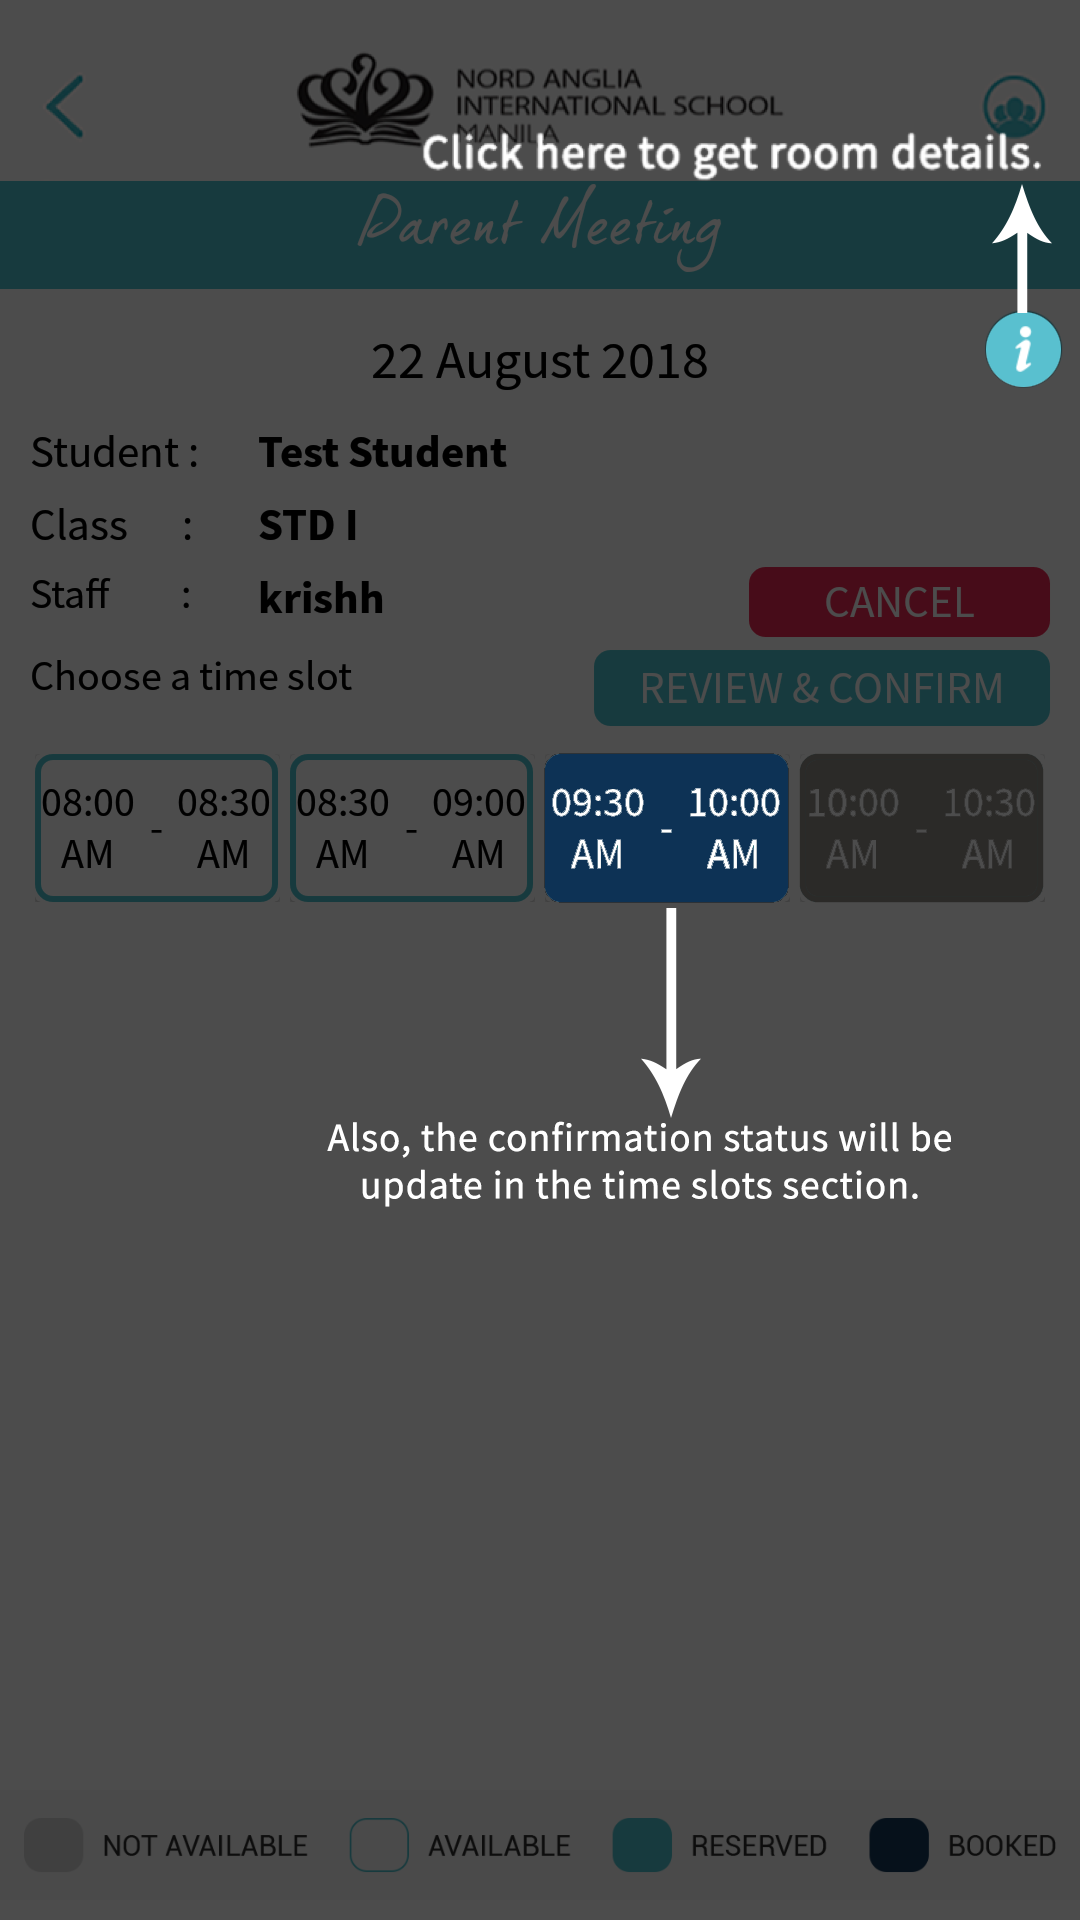 NORD ANGLIA
INTERNATIONAL SCHOOL
MANILA
Click here to get room details.
Parent Meeting
i
22 August 2018
Student : Test Student
Class : STD I
Staff : krishh
CANCEL
Choose a time slot
REVIEW & CONFIRM
08:00 AM - 08:30 AM
08:30 AM - 09:00 AM
09:30 AM - 10:00 AM
10:00 AM - 10:30 AM
Also, the confirmation status will be
update in the time slots section.
NOT AVAILABLE AVAILABLE RESERVED BOOKED